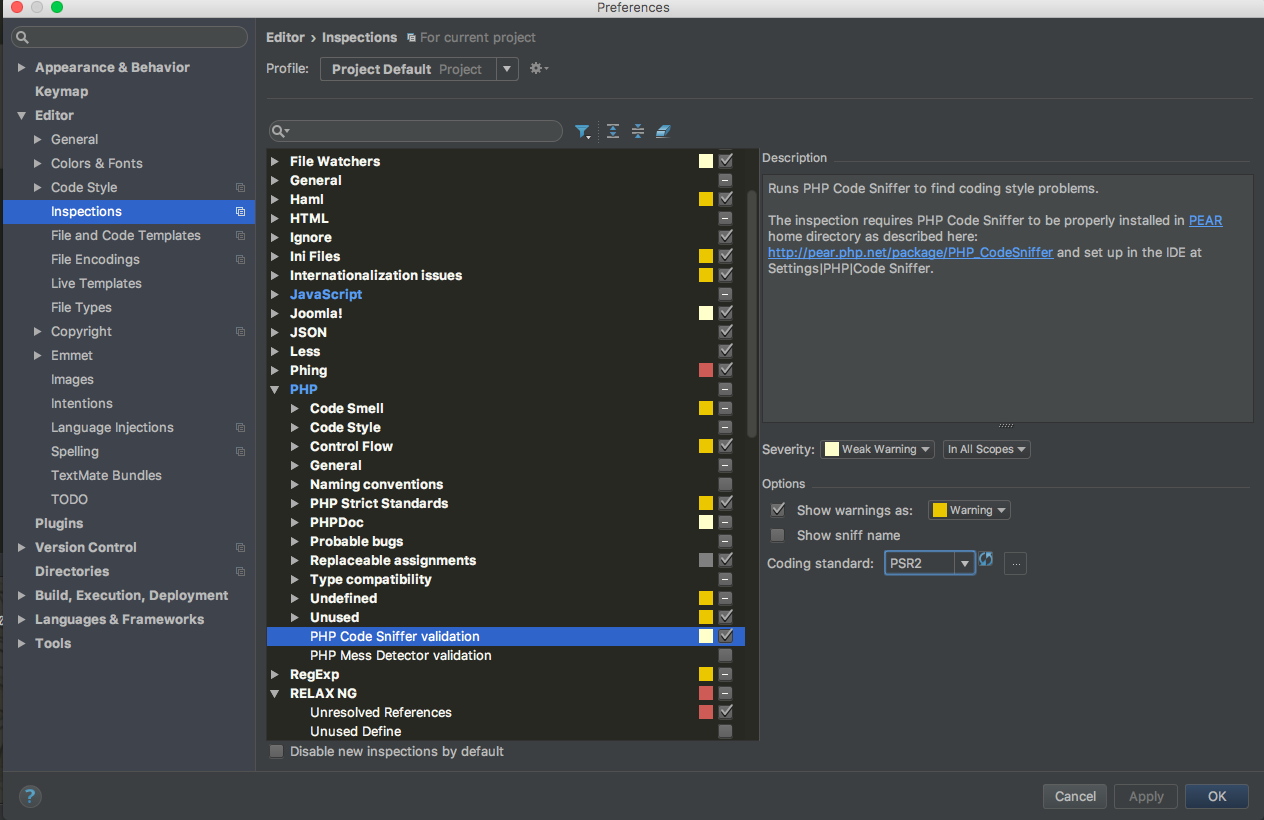 Preferences
Editor › Inspections For current project
Profile: Project Default Project
Appearance & Behavior
Keymap
Editor
General
Colors & Fonts
Code Style
Inspections
File and Code Templates
File Encodings
Live Templates
File Types
Copyright
Emmet
Images
Intentions
Language Injections
Spelling
TextMate Bundles
TODO
Plugins
Version Control
Directories
Build, Execution, Deployment
Languages & Frameworks
Tools
File Watchers
General
Haml
HTML
Ignore
Ini Files
Internationalization issues
JavaScript
Joomla!
JSON
Less
Phing
PHP
Code Smell
Code Style
Control Flow
General
Naming conventions
PHP Strict Standards
PHPDoc
Probable bugs
Replaceable assignments
Type compatibility
Undefined
Unused
PHP Code Sniffer validation
PHP Mess Detector validation
RegExp
RELAX NG
Unresolved References
Unused Define
Disable new inspections by default
Description
Runs PHP Code Sniffer to find coding style problems.
The inspection requires PHP Code Sniffer to be properly installed in PEAR
home directory as described here:
http://pear.php.net/package/PHP_CodeSniffer and set up in the IDE at
Settings|PHP|Code Sniffer.
Severity: Weak Warning In All Scopes
Options
Show warnings as: Warning
Show sniff name
Coding standard: PSR2 ...
? Cancel Apply OK